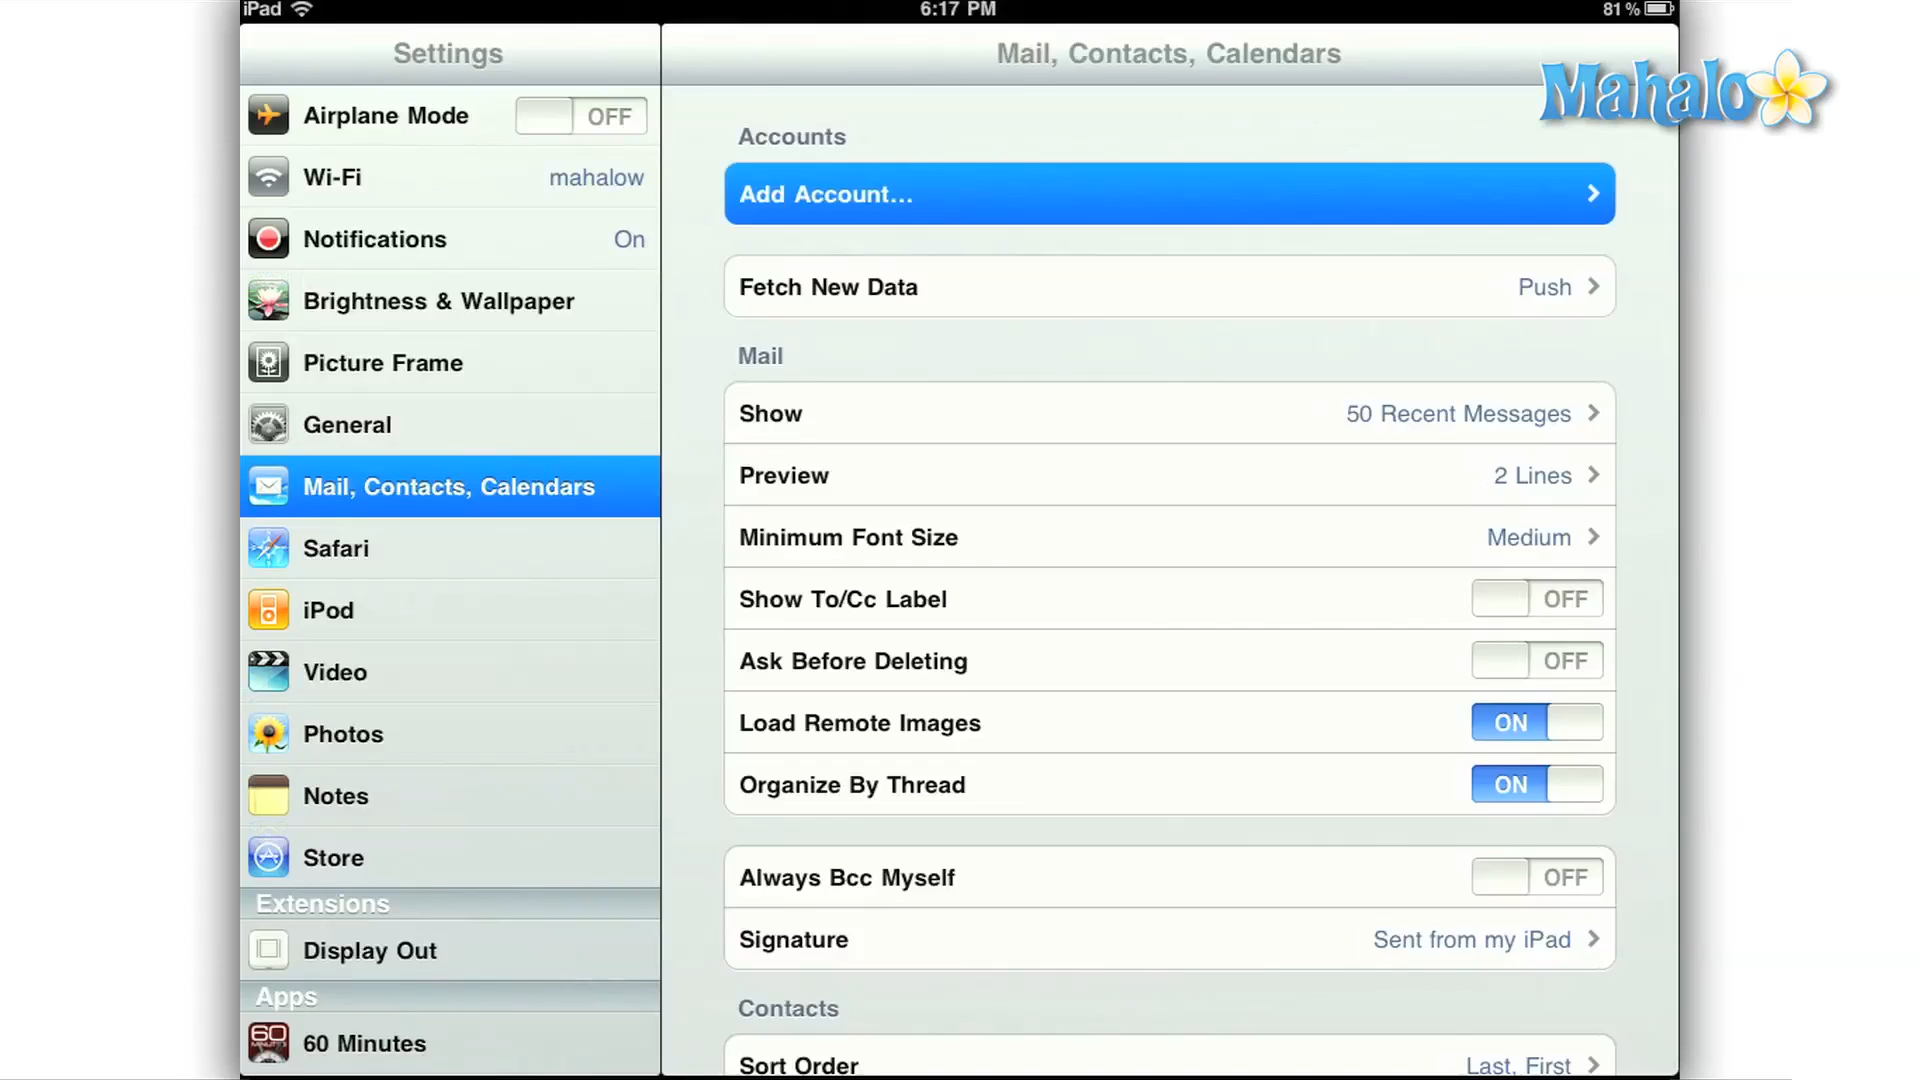 iPad 6:17 PM 81%
Settings
Mail, Contacts, Calendars
Mahalo
Airplane Mode OFF
Wi-Fi mahalow
Notifications On
Brightness & Wallpaper
Picture Frame
General
Mail, Contacts, Calendars
Safari
iPod
Video
Photos
Notes
Store
Extensions
Display Out
Apps
60 MINUTES
60 Minutes
Accounts
Add Account...
Fetch New Data Push
Mail
Show 50 Recent Messages
Preview 2 Lines
Minimum Font Size Medium
Show To/Cc Label OFF
Ask Before Deleting OFF
Load Remote Images ON
Organize By Thread ON
Always Bcc Myself OFF
Signature Sent from my iPad
Contacts
Sort Order Last, First